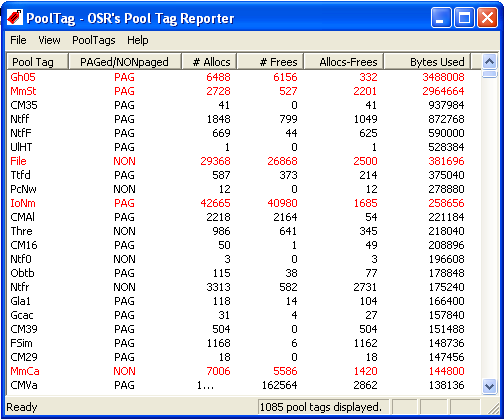 PoolTag - OSR's Pool Tag Reporter
File View PoolTags Help
Pool Tag PAGed/NONpaged # Allocs # Frees Allocs-Frees Bytes Used
Gh05 PAG 6488 6156 332 3488008
MmSt PAG 2728 527 2201 2964664
CM35 PAG 41 0 41 937984
Ntff PAG 1848 799 1049 872768
NtfF PAG 669 44 625 590000
UlHT PAG 1 0 1 528384
File NON 29368 26868 2500 381696
Ttfd PAG 587 373 214 375040
PcNw NON 12 0 12 278880
IoNm PAG 42665 40980 1685 258656
CMAl PAG 2218 2164 54 221184
Thre NON 986 641 345 218040
CM16 PAG 50 1 49 208896
Ntf0 NON 3 0 3 196608
Obtb PAG 115 38 77 178848
Ntfr NON 3313 582 2731 175240
Gla1 PAG 118 14 104 166400
Gcac PAG 31 4 27 157840
CM39 PAG 504 0 504 151488
FSim PAG 1168 6 1162 148736
CM29 PAG 18 0 18 147456
MmCa NON 7006 5586 1420 144800
CMVa PAG 1... 162564 2862 138136
Ready 1085 pool tags displayed.